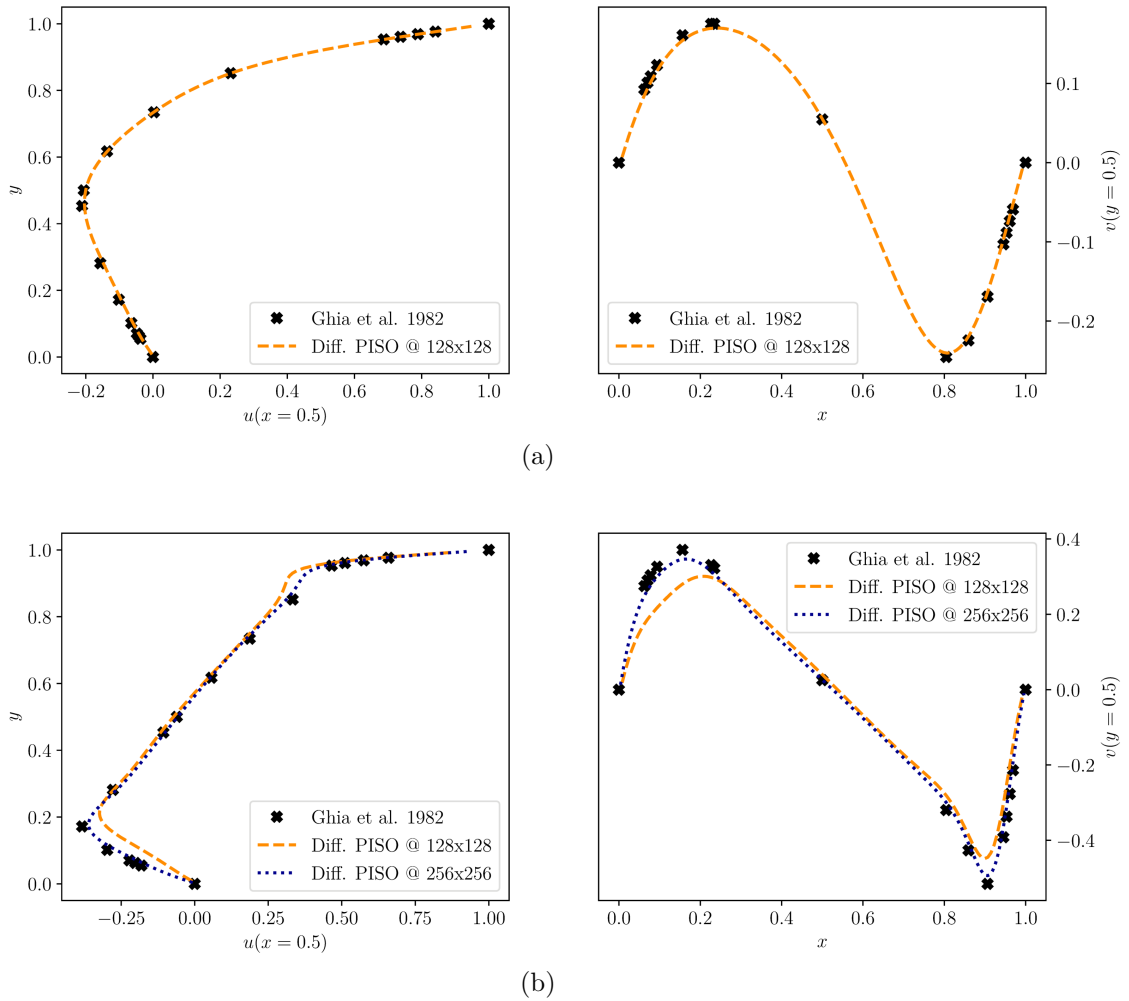 1.0
0.8
0.6
0.4
0.2
0.0
y
−0.2 0.0 0.2 0.4 0.6 0.8 1.0
u(x = 0.5)
Ghia et al. 1982
Diff. PISO @ 128x128
0.1
0.0
−0.1
−0.2
v(y = 0.5)
0.0 0.2 0.4 0.6 0.8 1.0
x
Ghia et al. 1982
Diff. PISO @ 128x128
(a)
1.0
0.8
0.6
0.4
0.2
0.0
y
−0.25 0.00 0.25 0.50 0.75 1.00
u(x = 0.5)
Ghia et al. 1982
Diff. PISO @ 128x128
Diff. PISO @ 256x256
0.4
0.2
0.0
−0.2
−0.4
v(y = 0.5)
0.0 0.2 0.4 0.6 0.8 1.0
x
Ghia et al. 1982
Diff. PISO @ 128x128
Diff. PISO @ 256x256
(b)